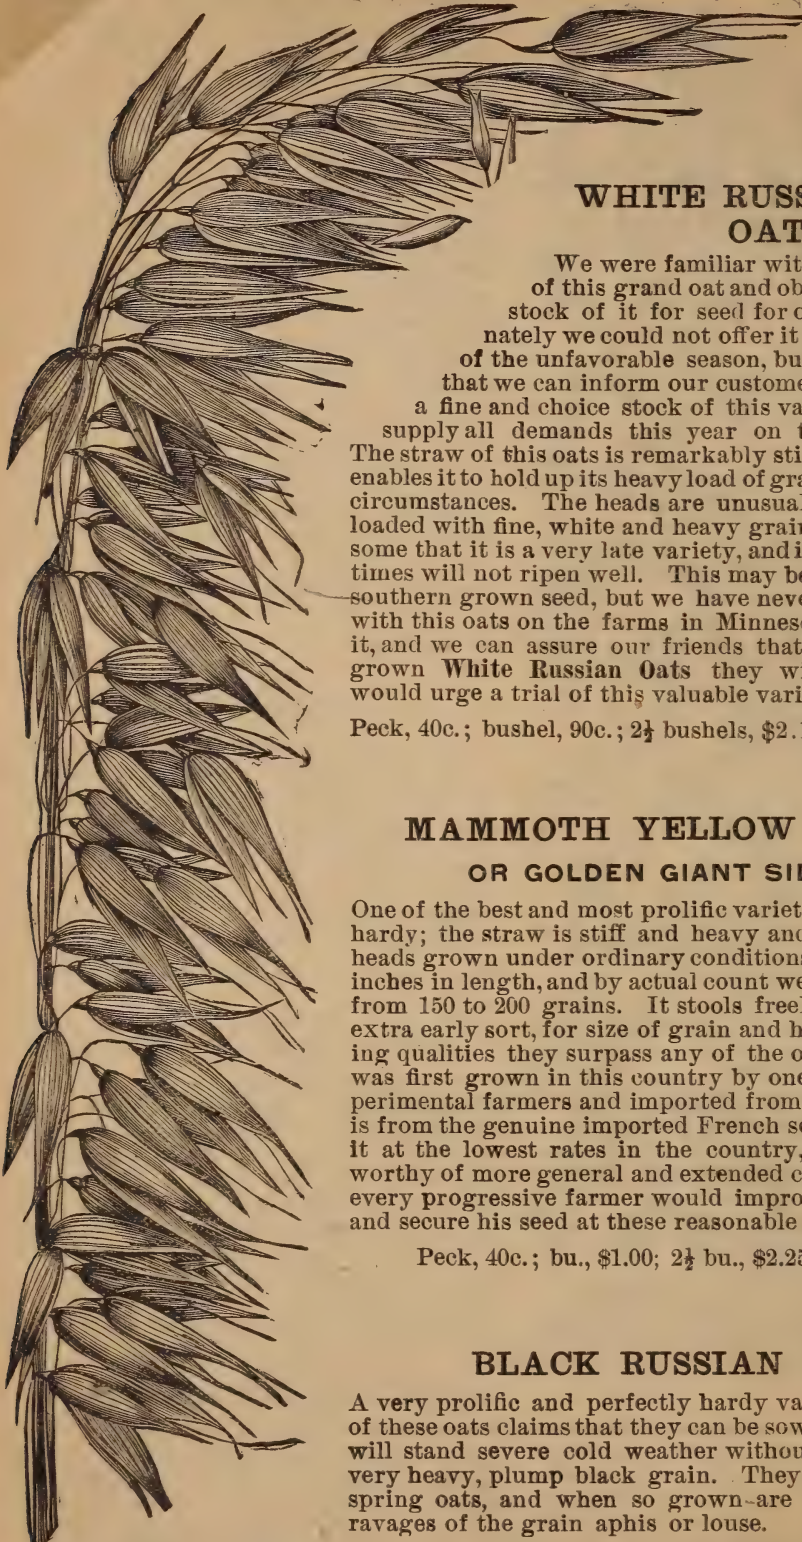 WHITE RUSS
OAT
We were familiar wit
of this grand oat and ob
stock of it for seed for c
nately we could not offer it
of the unfavorable season, bu
that we can inform our custome
a fine and choice stock of this va
supply all demands this year on t
The straw of this oats is remarkably sti
enables it to hold up its heavy load of gra
circumstances. The heads are unusual
loaded with fine, white and heavy grain
some that it is a very late variety, and i
times will not ripen well. This may be
southern grown seed, but we have neve
with this oats on the farms in Minnes
it, and we can assure our friends that
grown White Russian Oats they w
would urge a trial of this valuable vari
Peck, 40c.; bushel, 90c.; 2½ bushels, $2.
MAMMOTH YELLOW
OR GOLDEN GIANT SI
One of the best and most prolific variet
hardy; the straw is stiff and heavy and
heads grown under ordinary conditions
inches in length, and by actual count we
from 150 to 200 grains. It stools free
extra early sort, for size of grain and h
ing qualities they surpass any of the o
was first grown in this country by one
perimental farmers and imported from
is from the genuine imported French se
it at the lowest rates in the country,
worthy of more general and extended c
every progressive farmer would impro
and secure his seed at these reasonable
Peck, 40c.; bu., $1.00; 2½ bu., $2.25
BLACK RUSSIAN
A very prolific and perfectly hardy va
of these oats claims that they can be sow
will stand severe cold weather withou
very heavy, plump black grain. They
spring oats, and when so grown are
ravages of the grain aphis or louse.